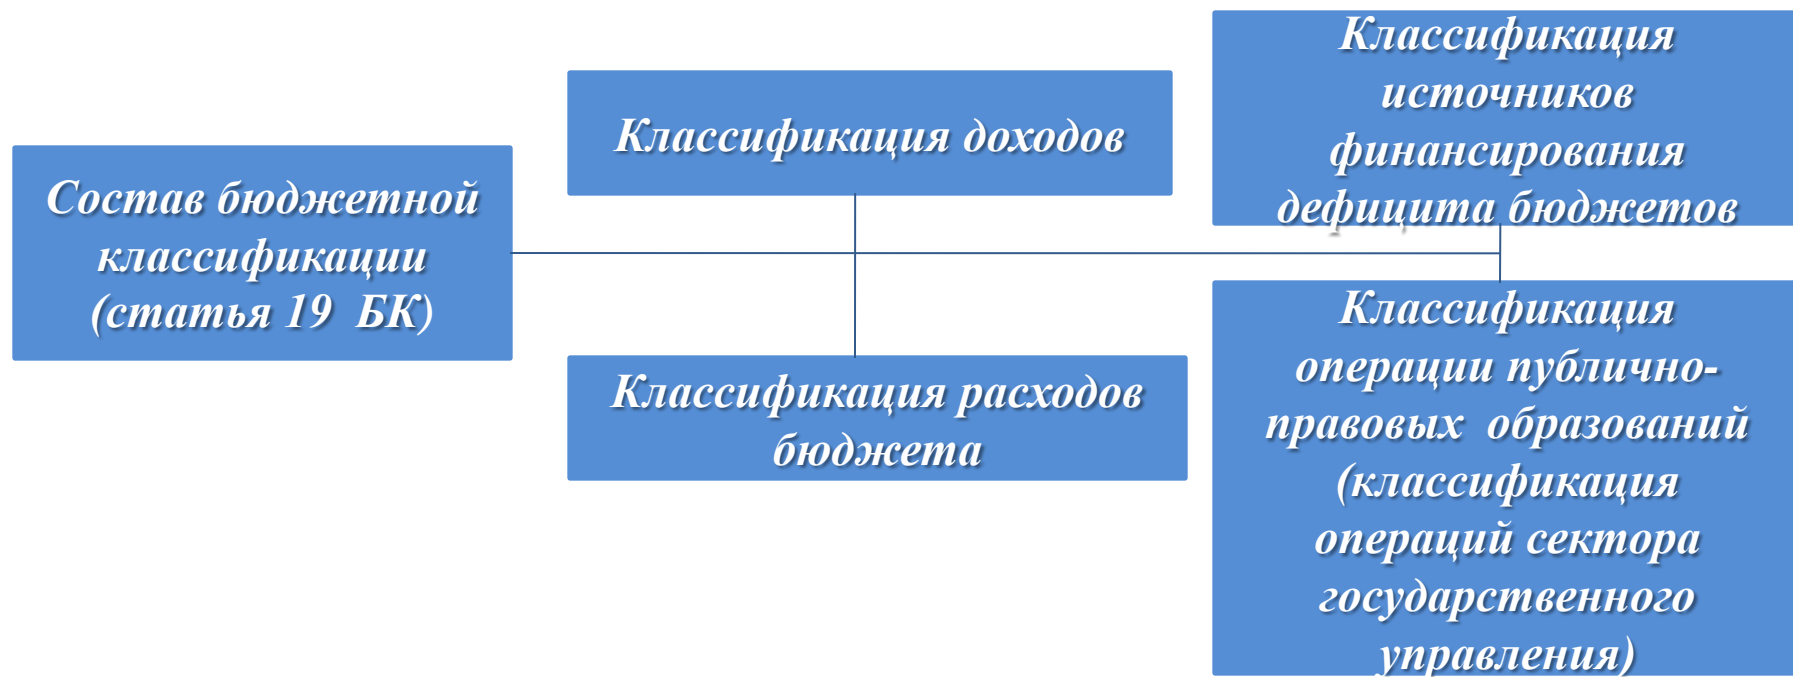 Состав бюджетной
классификации
(статья 19 БК)
Классификация доходов
Классификация расходов
бюджета
Классификация
источников
финансирования
дефицита бюджетов
Классификация
операции публично-
правовых образований
(классификация
операций сектора
государственного
управления)